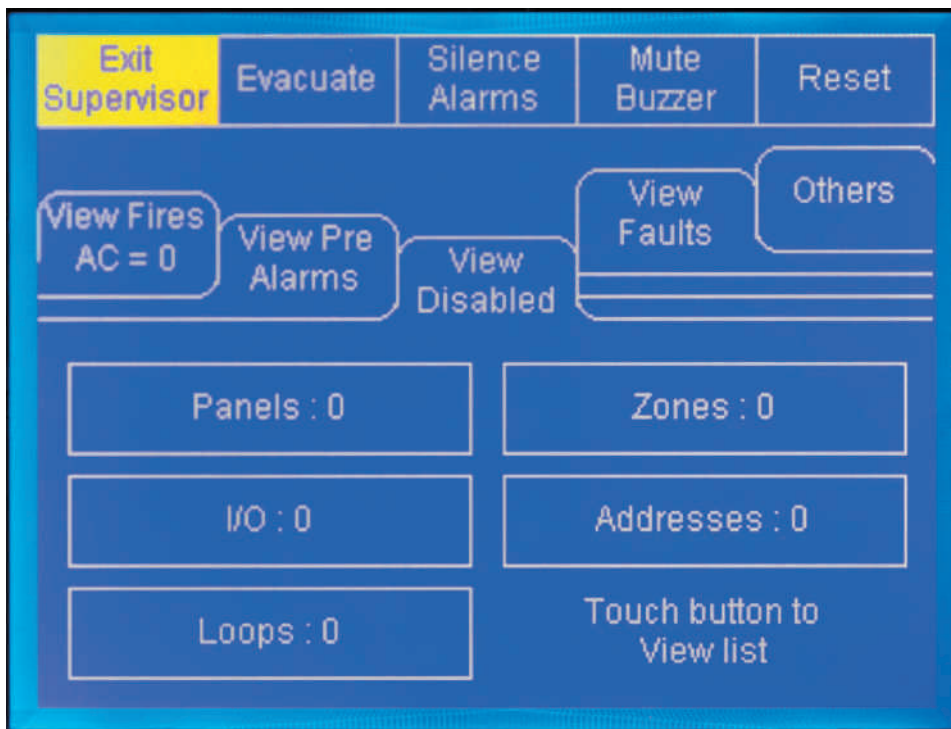 Exit
Supervisor
Evacuate
Silence
Alarms
Mute
Buzzer
Reset
View Fires
AC = 0
View Pre
Alarms
View
Disabled
View
Faults
Others
Panels : 0
Zones : 0
I/O : 0
Addresses : 0
Loops : 0
Touch button to
View list